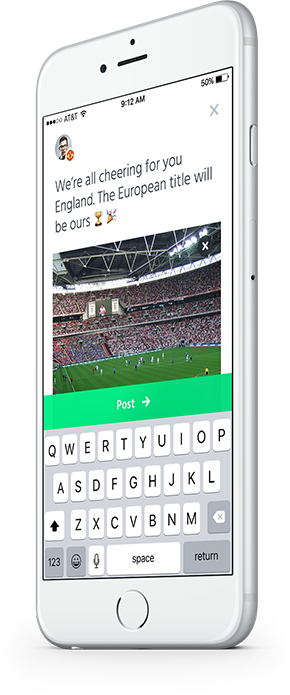 50%
AT&T
9:12 AM
We're all cheering for you
England. The European title will
be ours 🏆🎉
Post →
Q W E R T Y U I O P
A S D F G H J K L
Z X C V B N M
123 space return